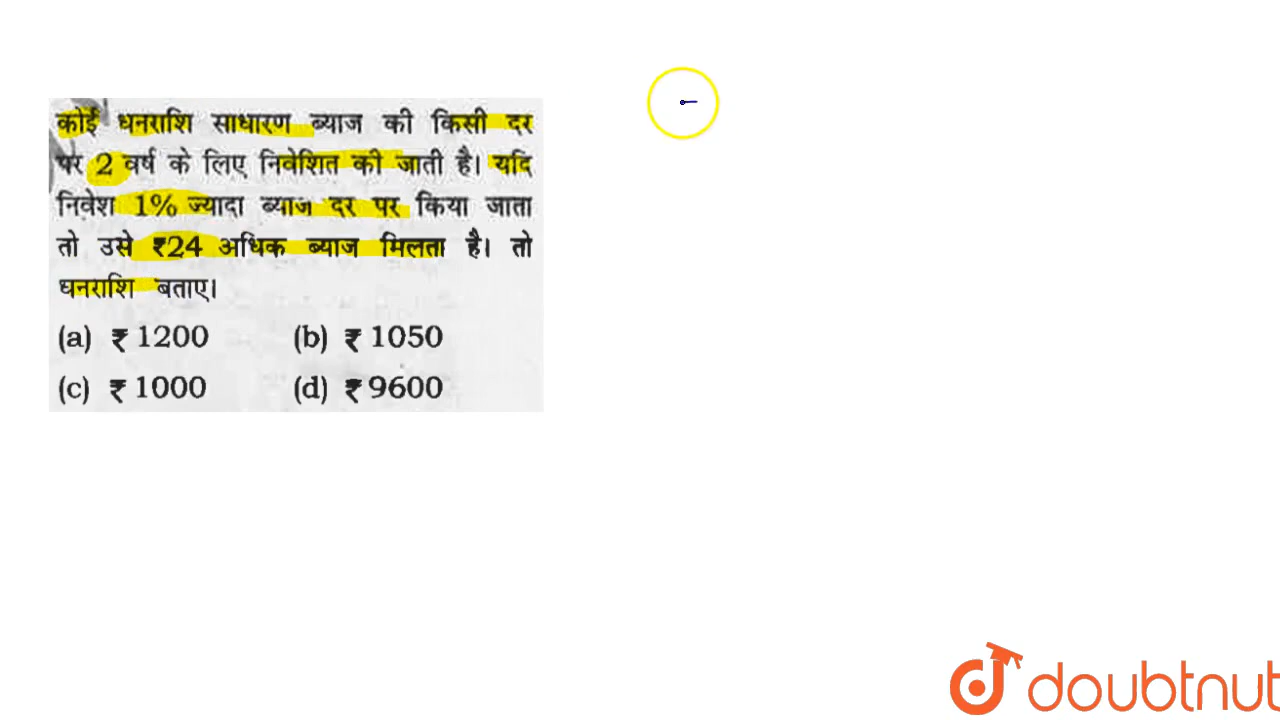 कोई धनराशि साधारण ब्याज की किसी दर
पर 2 वर्ष के लिए निवेशित की जाती है। यदि
निवेश 1% ज्यादा ब्याज दर पर किया जाता
तो उसे ₹24 अधिक ब्याज मिलता है। तो
धनराशि बताए।
(a) ₹ 1200 (b) ₹ 1050
(c) ₹ 1000 (d) ₹ 9600
doubtnut